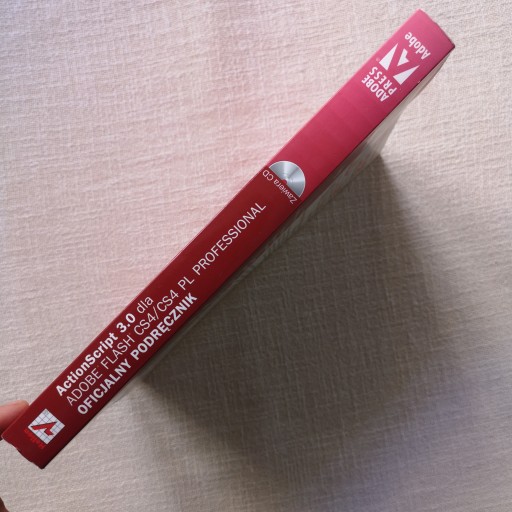 ActionScript 3.0 dla
ADOBE FLASH CS4/CS4 PL PROFESSIONAL
OFICJALNY PODRĘCZNIK
Zawiera CD
ADOBE
PRESS
Adobe